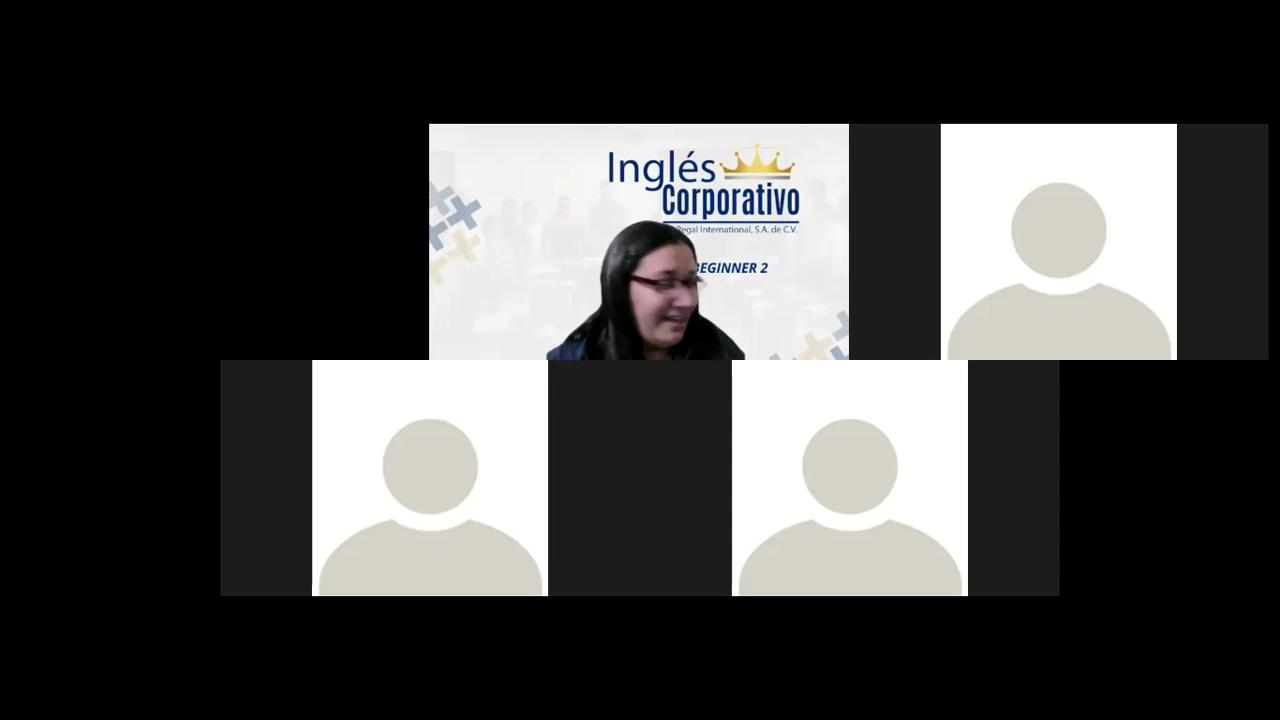 Inglés
Corporativo
Regal International, S.A. de C.V.
BEGINNER 2